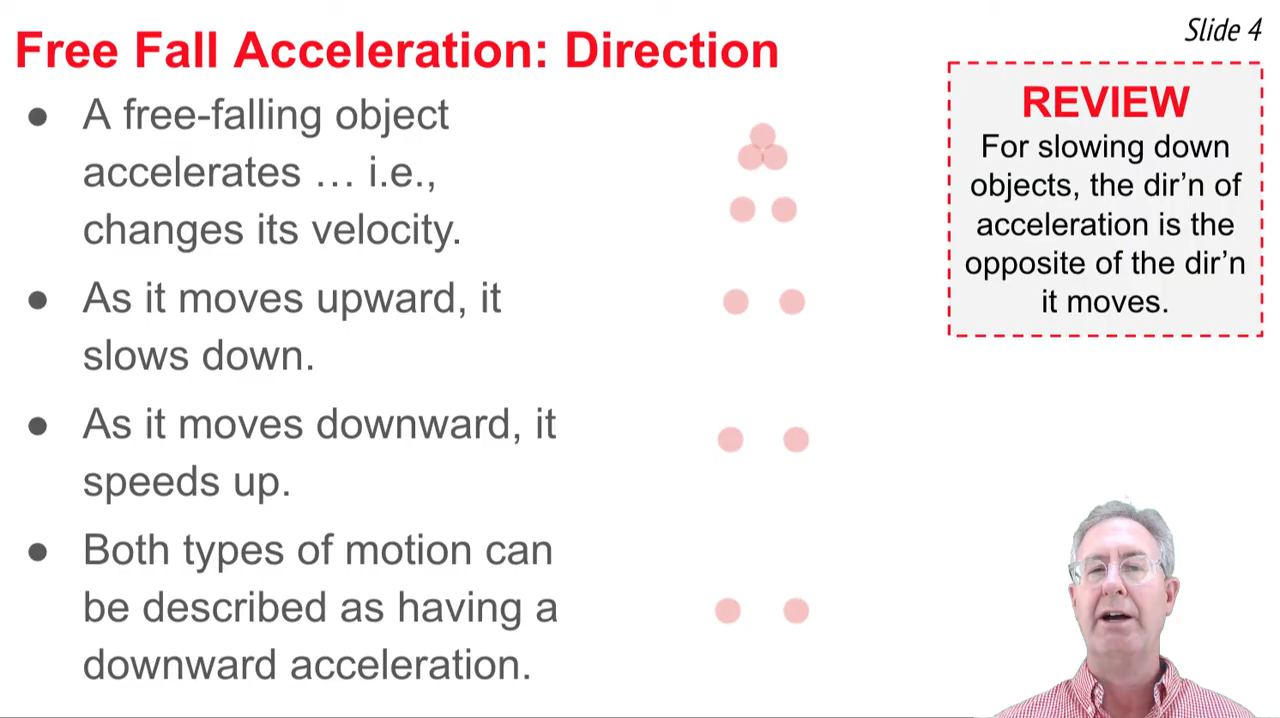 Slide 4
Free Fall Acceleration: Direction
● A free-falling object
accelerates … i.e.,
changes its velocity.
● As it moves upward, it
slows down.
● As it moves downward, it
speeds up.
● Both types of motion can
be described as having a
downward acceleration.
REVIEW
For slowing down
objects, the dir’n of
acceleration is the
opposite of the dir’n
it moves.